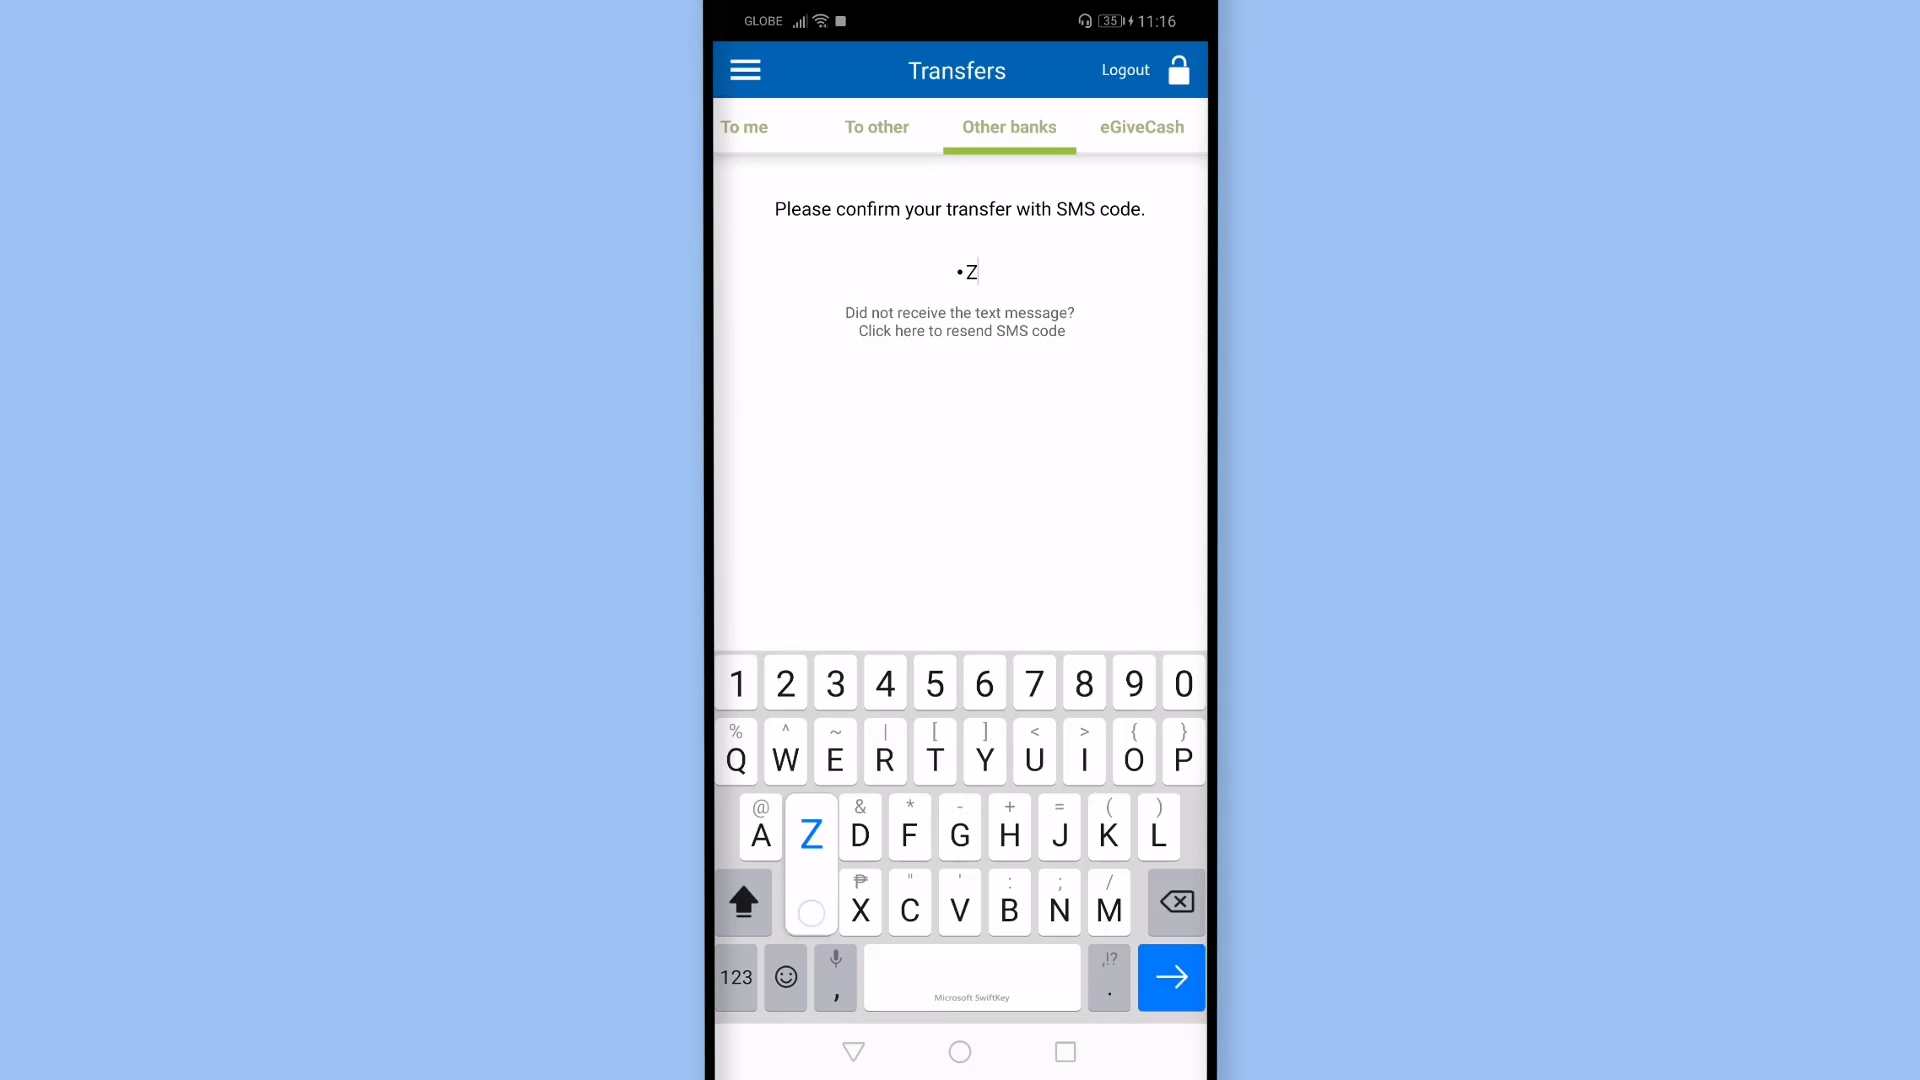 GLOBE 35 11:16
Transfers Logout
To me To other Other banks eGiveCash
Please confirm your transfer with SMS code.
•Z
Did not receive the text message?
Click here to resend SMS code
1 2 3 4 5 6 7 8 9 0
% ^ ~ | [ ] < > { }
Q W E R T Y U I O P
@ & * - + = ( )
A Z D F G H J K L
₱ " ' : ; /
X C V B N M
123 , ,!? .
Microsoft SwiftKey